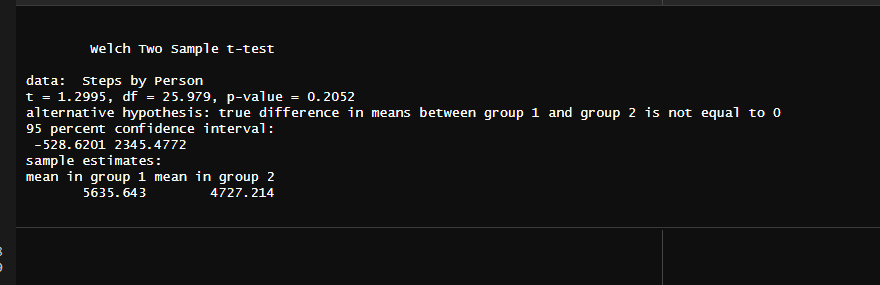 Welch Two Sample t-test
data:  Steps by Person
t = 1.2995, df = 25.979, p-value = 0.2052
alternative hypothesis: true difference in means between group 1 and group 2 is not equal to 0
95 percent confidence interval:
 -528.6201 2345.4772
sample estimates:
mean in group 1 mean in group 2
       5635.643        4727.214